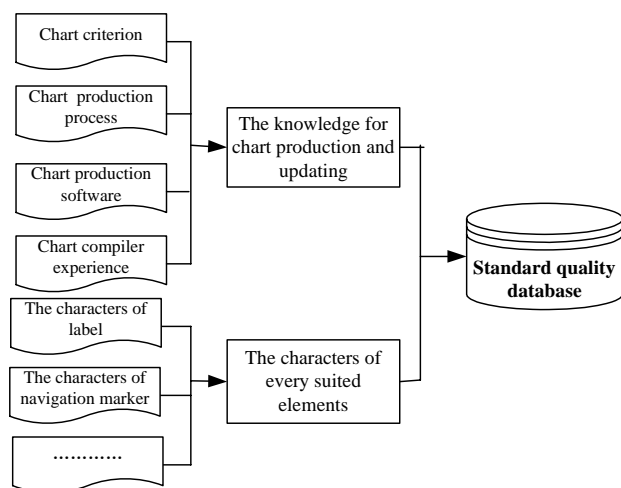 Chart criterion
Chart production
process
Chart production
software
Chart compiler
experience
The characters of
label
The characters of
navigation marker
…………
The knowledge for
chart production and
updating
The characters of
every suited
elements
Standard quality
database